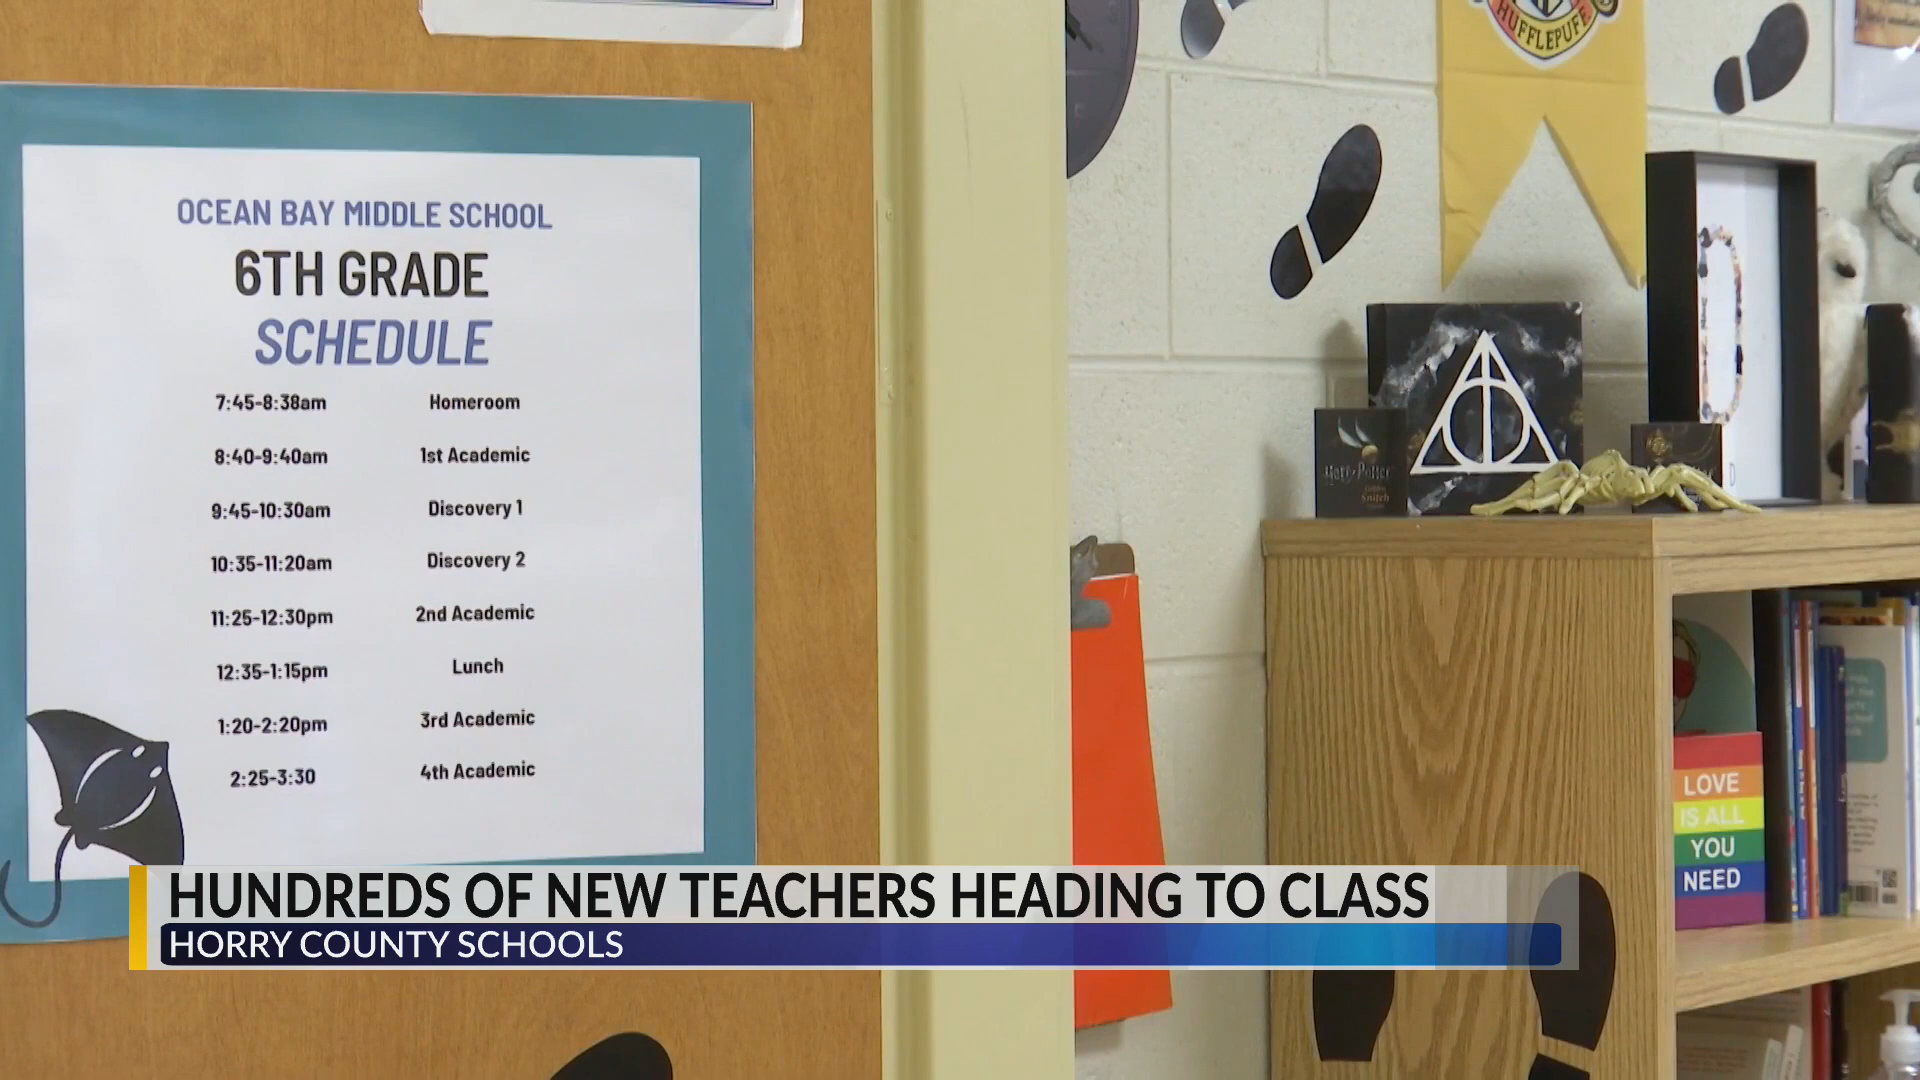 OCEAN BAY MIDDLE SCHOOL
6TH GRADE
SCHEDULE
7:45-8:38am Homeroom
8:40-9:40am 1st Academic
9:45-10:30am Discovery 1
10:35-11:20am Discovery 2
11:25-12:30pm 2nd Academic
12:35-1:15pm Lunch
1:20-2:20pm 3rd Academic
2:25-3:30 4th Academic
HUFFLEPUFF
Harry Potter
Snitch
LOVE
IS ALL
YOU
NEED
HUNDREDS OF NEW TEACHERS HEADING TO CLASS
HORRY COUNTY SCHOOLS